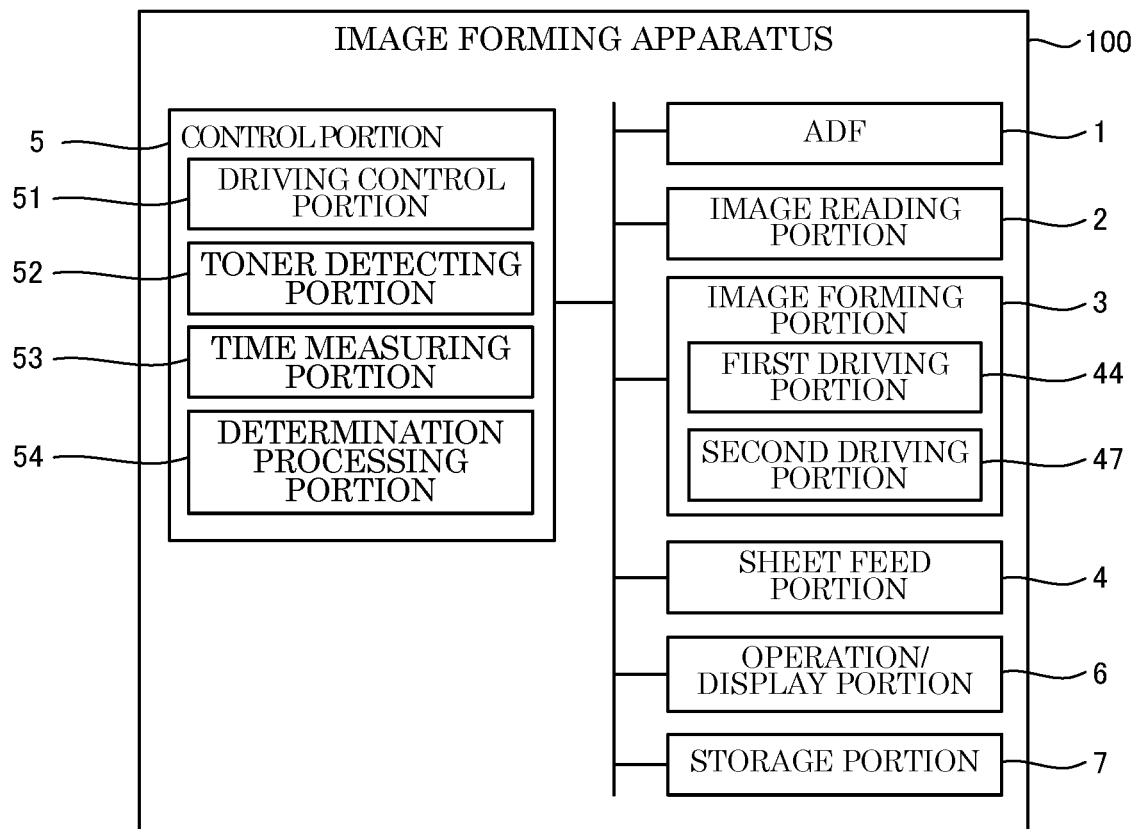 IMAGE FORMING APPARATUS
100
5
CONTROL PORTION
51
DRIVING CONTROL
PORTION
52
TONER DETECTING
PORTION
53
TIME MEASURING
PORTION
54
DETERMINATION
PROCESSING
PORTION
ADF
1
IMAGE READING
PORTION
2
IMAGE FORMING
PORTION
3
FIRST DRIVING
PORTION
44
SECOND DRIVING
PORTION
47
SHEET FEED
PORTION
4
OPERATION/
DISPLAY PORTION
6
STORAGE PORTION
7